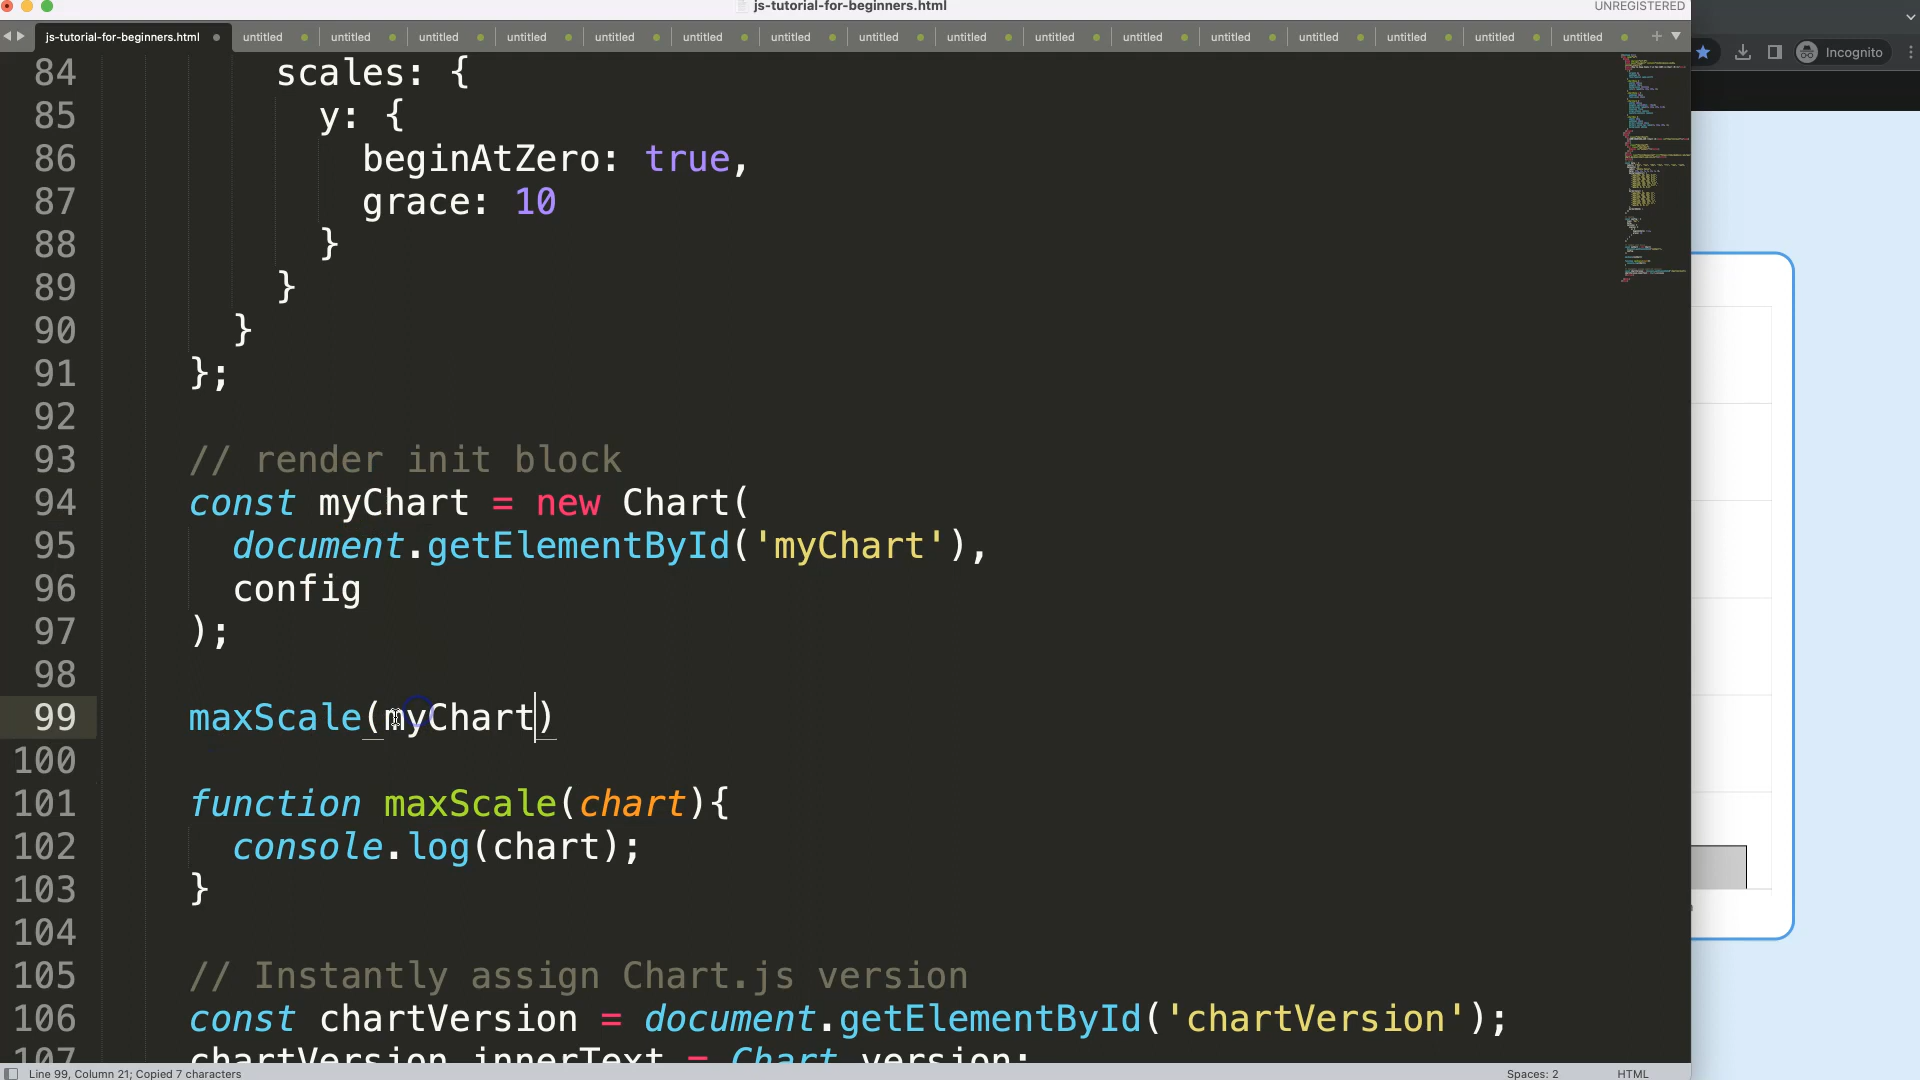 js-tutorial-for-beginners.html
UNREGISTERED
js-tutorial-for-beginners.html untitled untitled untitled untitled untitled untitled untitled untitled untitled untitled untitled untitled untitled untitled untitled untitled
Incognito
84 scales: {
85 y: {
86 beginAtZero: true,
87 grace: 10
88 }
89 }
90 }
91 };
92
93 // render init block
94 const myChart = new Chart(
95 document.getElementById('myChart'),
96 config
97 );
98
99 maxScale(myChart)
100
101 function maxScale(chart){
102 console.log(chart);
103 }
104
105 // Instantly assign Chart.js version
106 const chartVersion = document.getElementById('chartVersion');
107 chartVersion.innerText = Chart.version;
Line 99, Column 21; Copied 7 characters
Spaces: 2
HTML